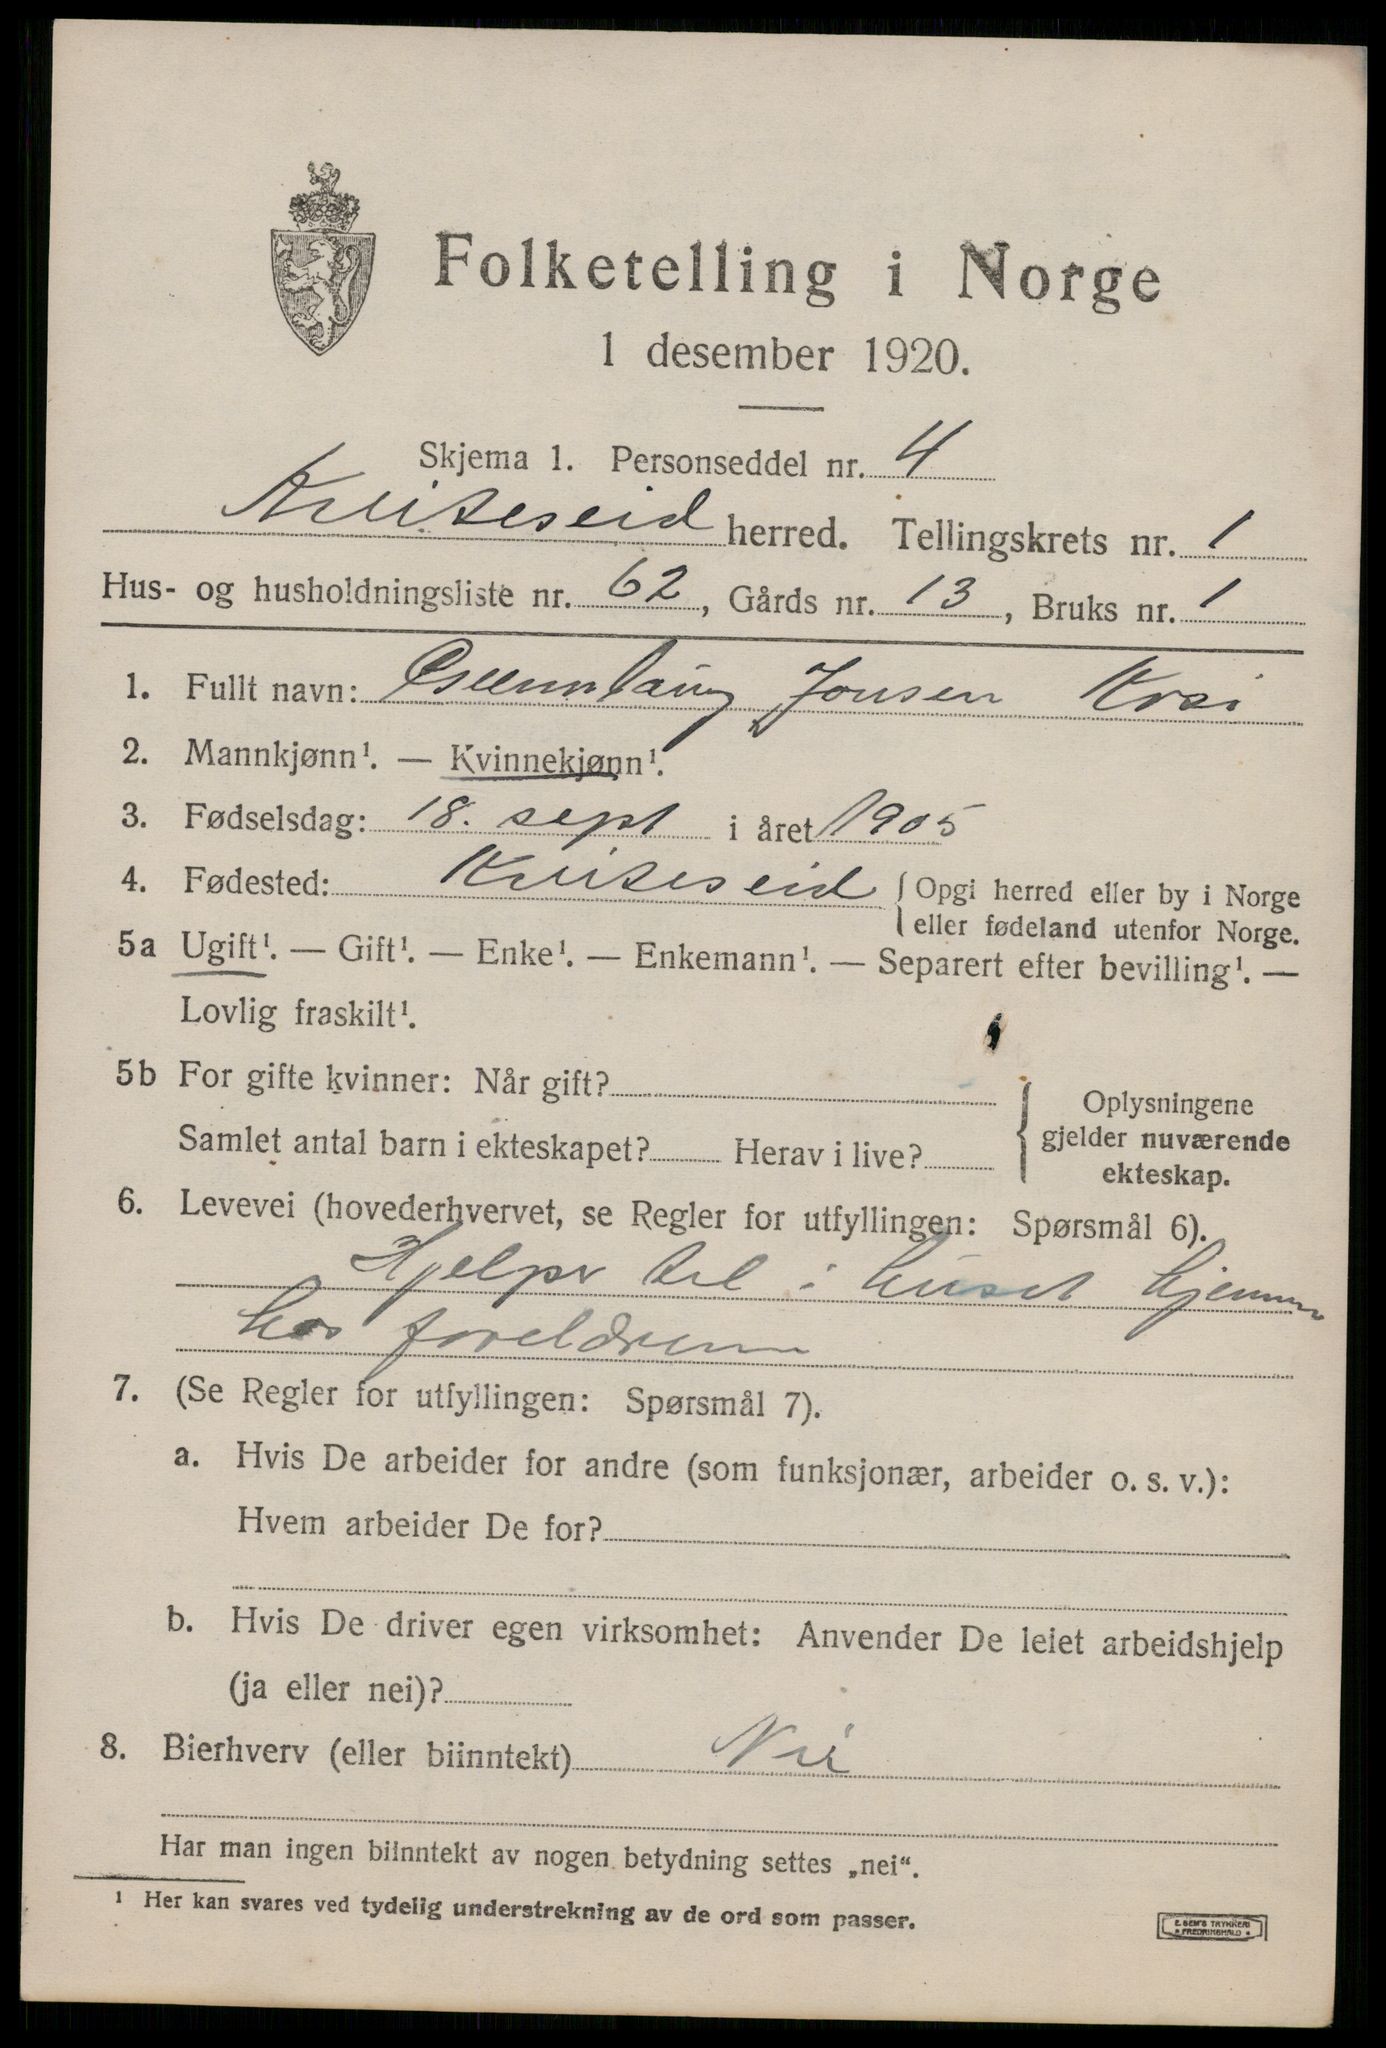 Folketelling i Norge
1 desember 1920.
Skjema 1. Personseddel nr. 4
Kviteseid herred. Tellingskrets nr. 1
Hus- og husholdningsliste nr. 62, Gårds nr. 13, Bruks nr. 1
1. Fullt navn: Gunnlaug Jonsen
2. Mannkjønn¹. — Kvinnekjønn¹.
3. Fødselsdag: 18. sept i året 1905
4. Fødested: Kviteseid { Opgi herred eller by i Norge
eller fødeland utenfor Norge.
5a Ugift¹. — Gift¹. — Enke¹. — Enkemann¹. — Separert efter bevilling¹. —
Lovlig fraskilt¹.
5b For gifte kvinner: Når gift?
Samlet antal barn i ekteskapet? Herav i live?
Oplysningene
gjelder nuværende
ekteskap.
6. Levevei (hovederhvervet, se Regler for utfyllingen: Spørsmål 6).
Hjelper til i huset hjemme
hos foreldrene
7. (Se Regler for utfyllingen: Spørsmål 7).
a. Hvis De arbeider for andre (som funksjonær, arbeider o. s. v.):
Hvem arbeider De for?
b. Hvis De driver egen virksomhet: Anvender De leiet arbeidshjelp
(ja eller nei)?
8. Bierhverv (eller biinntekt) Nei
Har man ingen biinntekt av nogen betydning settes „nei“.
¹ Her kan svares ved tydelig understrekning av de ord som passer.
E. SEM'S TRYKKERI
FREDRIKSHALD